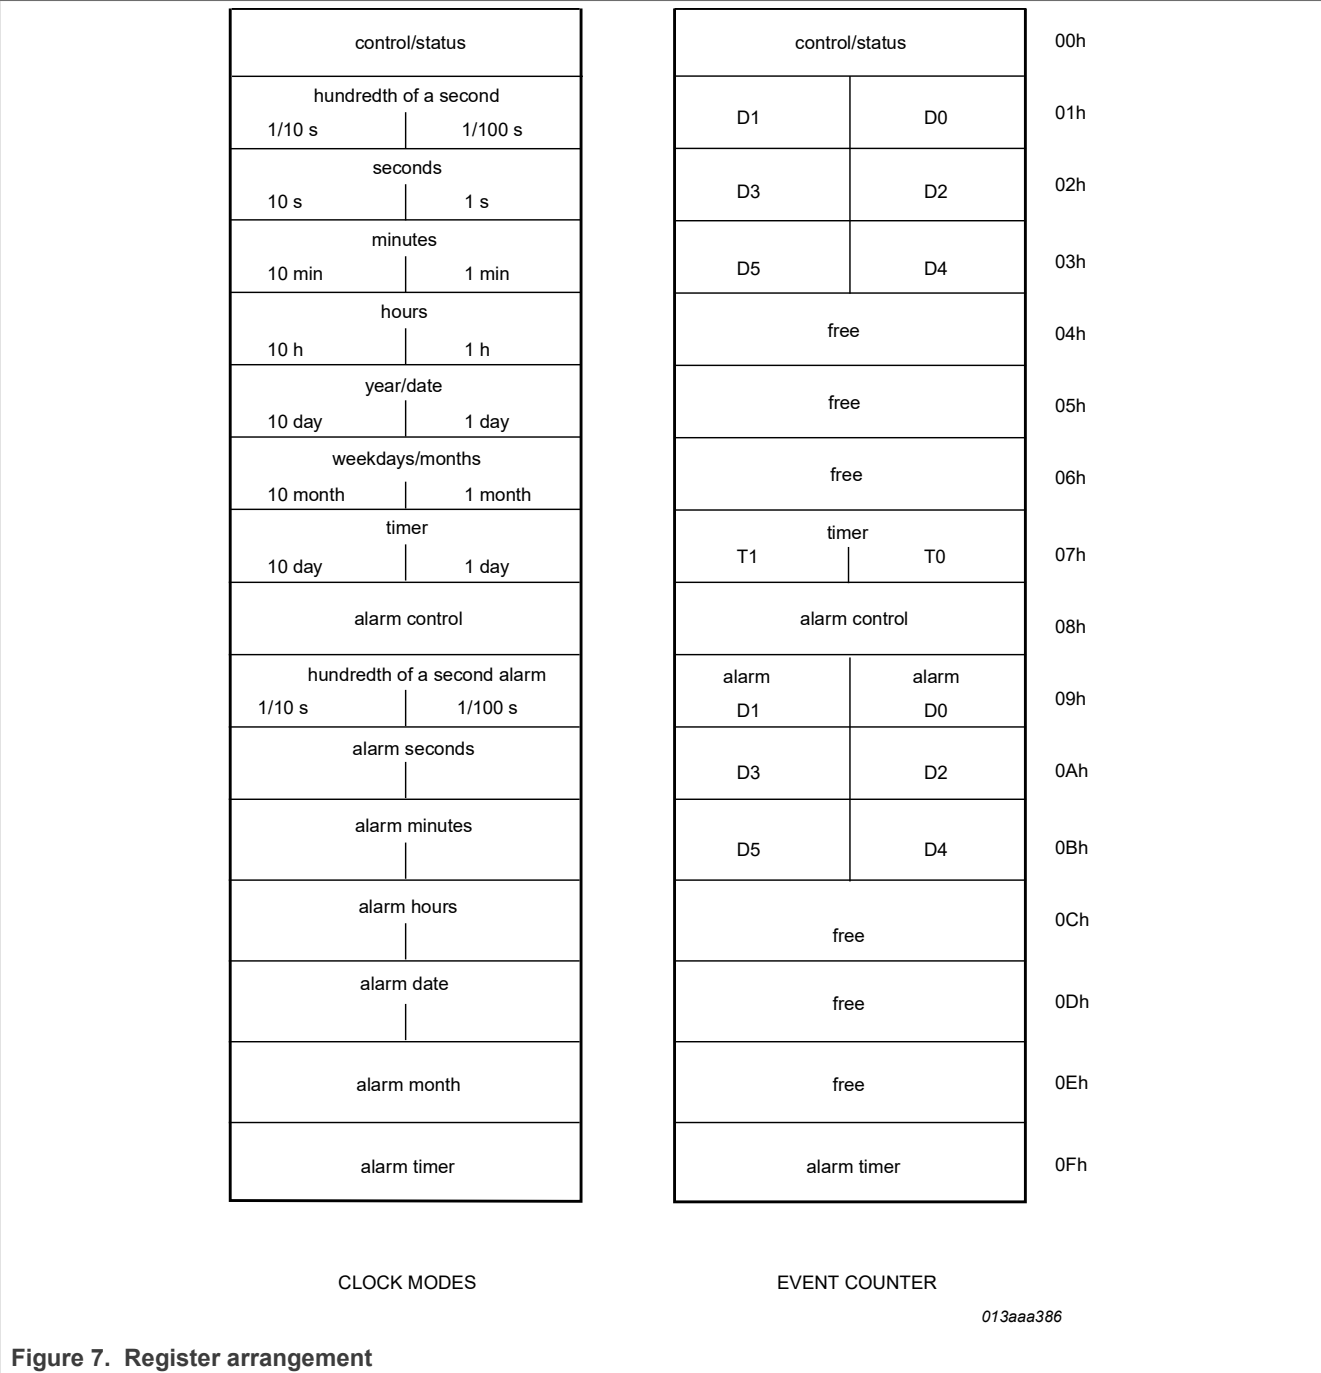 control/status control/status 00h
hundredth of a second
1/10 s 1/100 s D1 D0 01h
seconds
10 s 1 s D3 D2 02h
minutes
10 min 1 min D5 D4 03h
hours
10 h 1 h free 04h
year/date
10 day 1 day free 05h
weekdays/months
10 month 1 month free 06h
timer timer
10 day 1 day T1 T0 07h
alarm control alarm control 08h
hundredth of a second alarm alarm alarm
1/10 s 1/100 s D1 D0 09h
alarm seconds D3 D2 0Ah
alarm minutes D5 D4 0Bh
alarm hours free 0Ch
alarm date free 0Dh
alarm month free 0Eh
alarm timer alarm timer 0Fh
CLOCK MODES EVENT COUNTER
013aaa386
Figure 7. Register arrangement